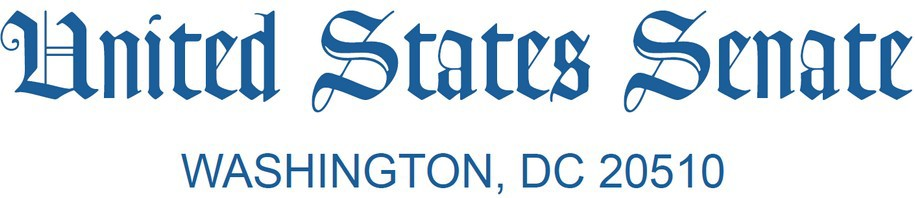 United States Senate
WASHINGTON, DC 20510